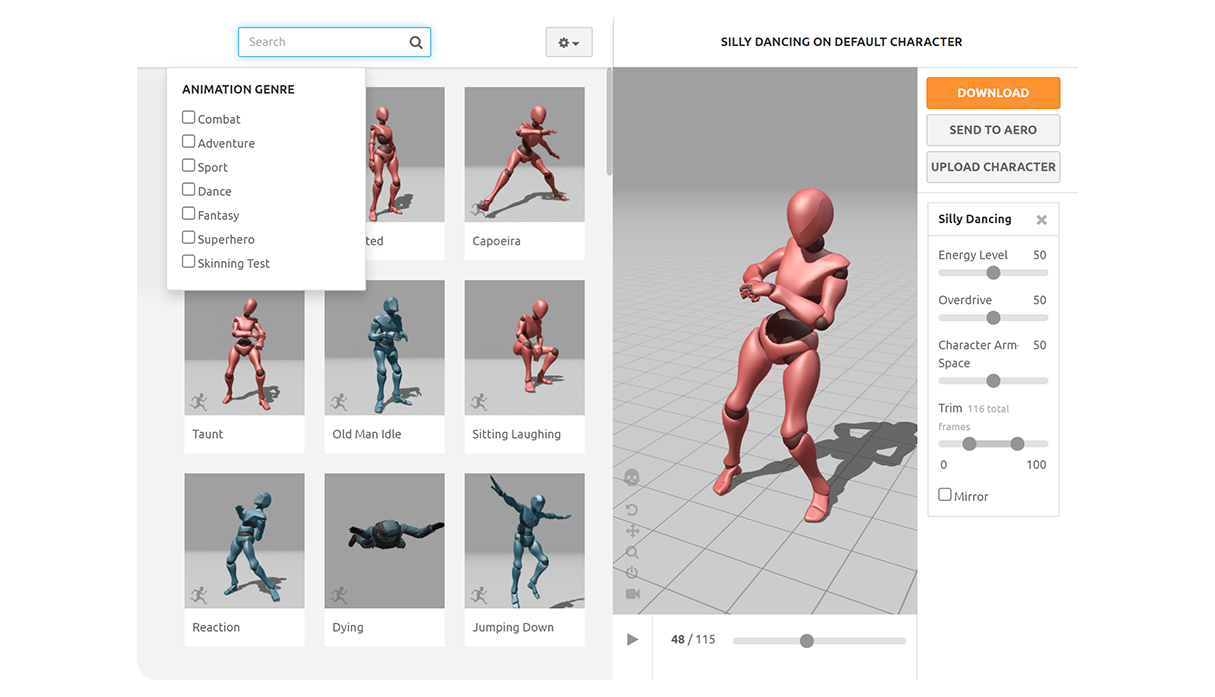 Search
SILLY DANCING ON DEFAULT CHARACTER
ANIMATION GENRE
Combat
Adventure
Sport
Dance
Fantasy
Superhero
Skinning Test
ted
Capoeira
Taunt
Old Man Idle
Sitting Laughing
Reaction
Dying
Jumping Down
48 / 115
DOWNLOAD
SEND TO AERO
UPLOAD CHARACTER
Silly Dancing
Energy Level 50
Overdrive 50
Character Arm- 50
Space
Trim 116 total
frames
0 100
Mirror